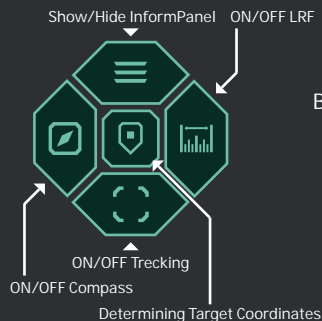 Show/Hide InformPanel
ON/OFF LRF
B
ON/OFF Trecking
ON/OFF Compass
Determining Target Coordinates